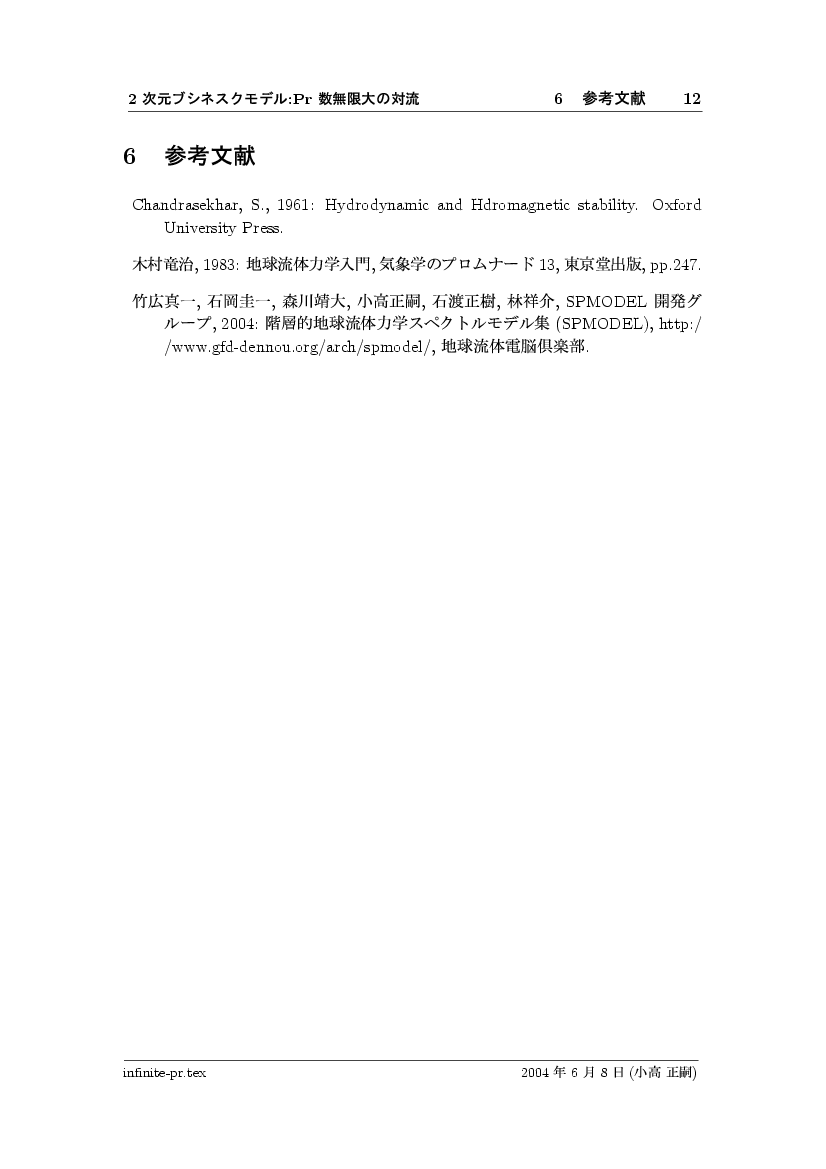 2 次元ブシネスクモデル:Pr 数無限大の対流 6 参考文献 12
6 参考文献
Chandrasekhar, S., 1961: Hydrodynamic and Hdromagnetic stability. Oxford
University Press.
木村竜治, 1983: 地球流体力学入門, 気象学のプロムナード 13, 東京堂出版, pp.247.
竹広真一, 石岡圭一, 森川靖大, 小高正嗣, 石渡正樹, 林祥介, SPMODEL 開発グ
ループ, 2004: 階層的地球流体力学スペクトルモデル集 (SPMODEL), http:/
/www.gfd-dennou.org/arch/spmodel/, 地球流体電脳倶楽部.
infinite-pr.tex 2004 年 6 月 8 日 (小高 正嗣)